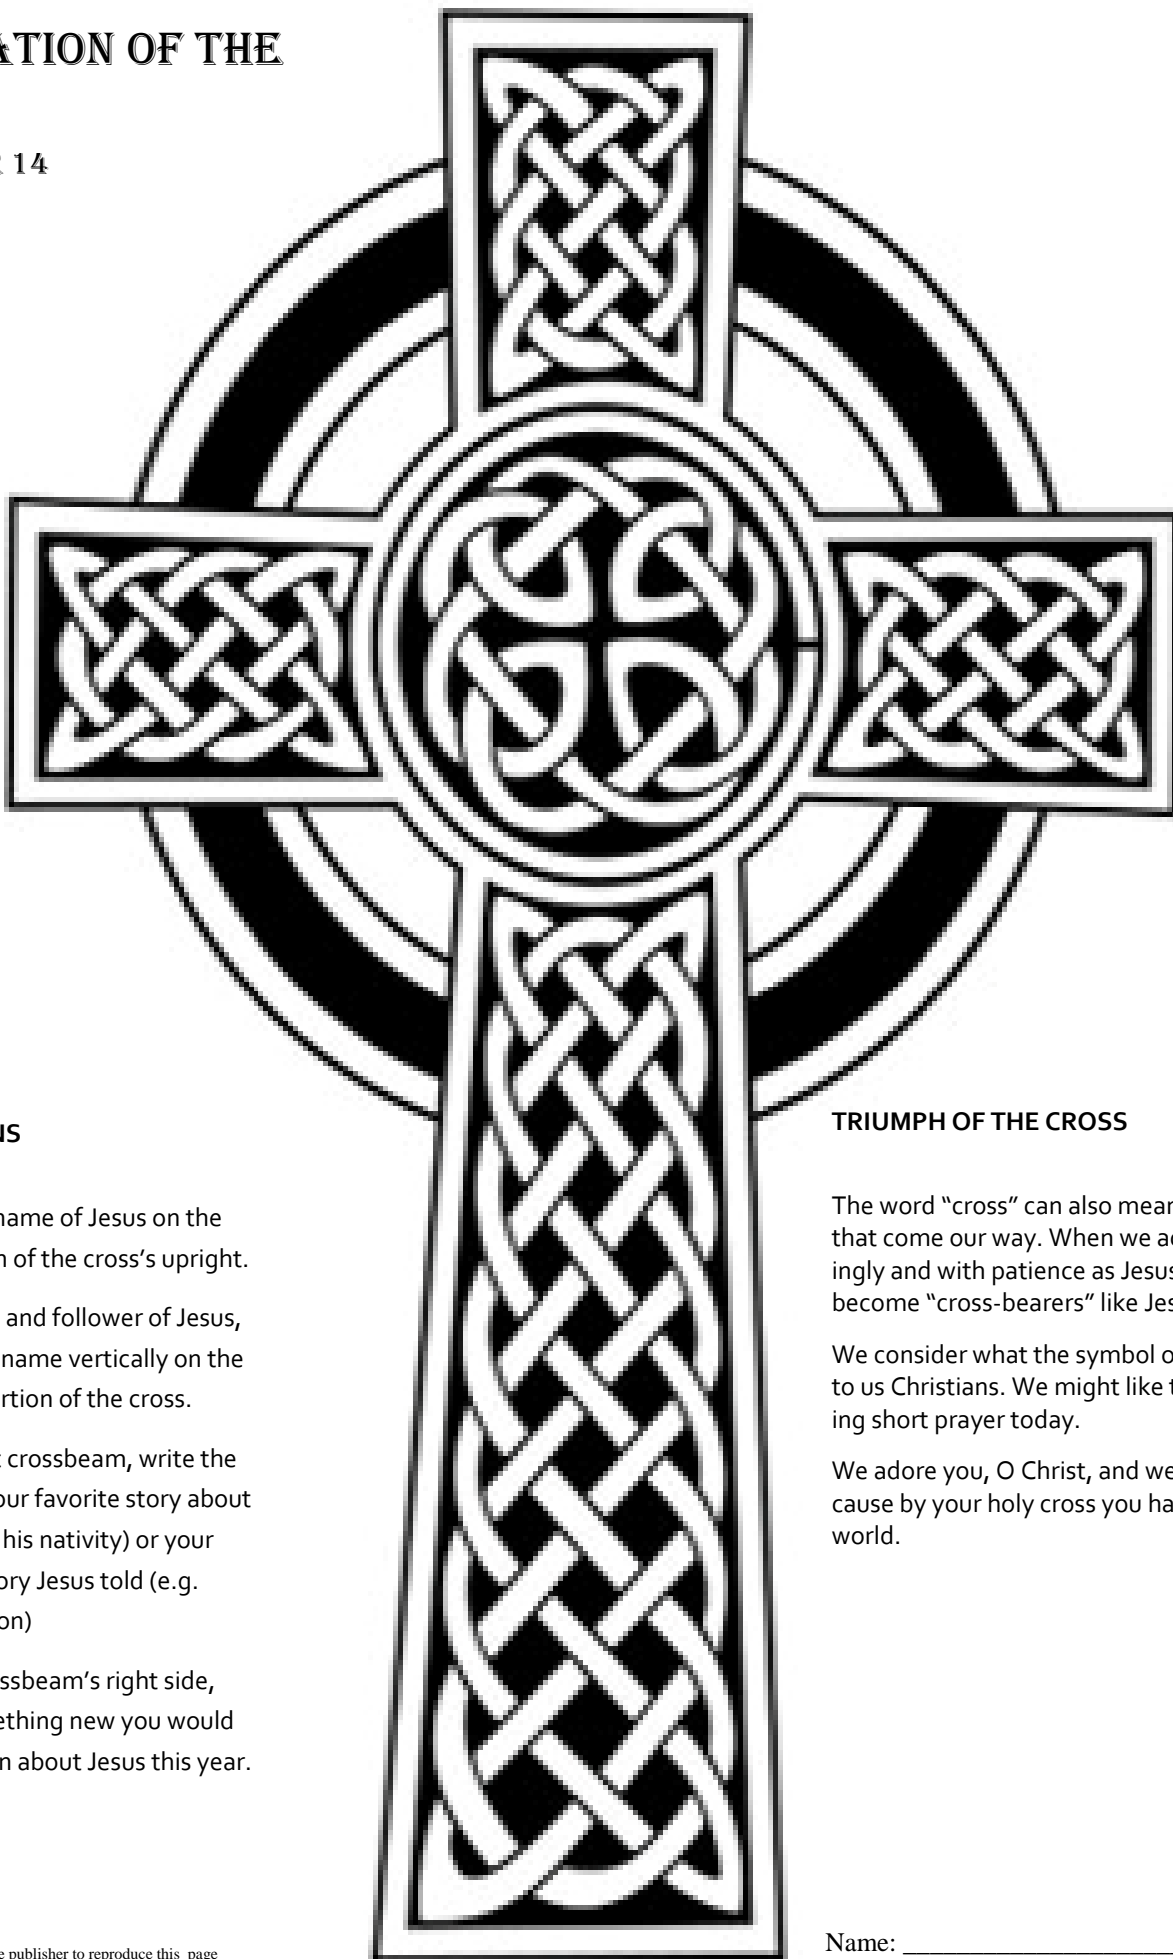 ATION OF THE
R 14
NS
name of Jesus on the
n of the cross’s upright.
and follower of Jesus,
name vertically on the
rtion of the cross.
t crossbeam, write the
our favorite story about
his nativity) or your
ory Jesus told (e.g.
on)
ssbeam’s right side,
ething new you would
n about Jesus this year.
e publisher to reproduce this page
TRIUMPH OF THE CROSS
The word “cross” can also mean
that come our way. When we ac
ingly and with patience as Jesus
become “cross-bearers” like Jes
We consider what the symbol o
to us Christians. We might like t
ing short prayer today.
We adore you, O Christ, and we
cause by your holy cross you ha
world.
Name: ____________________